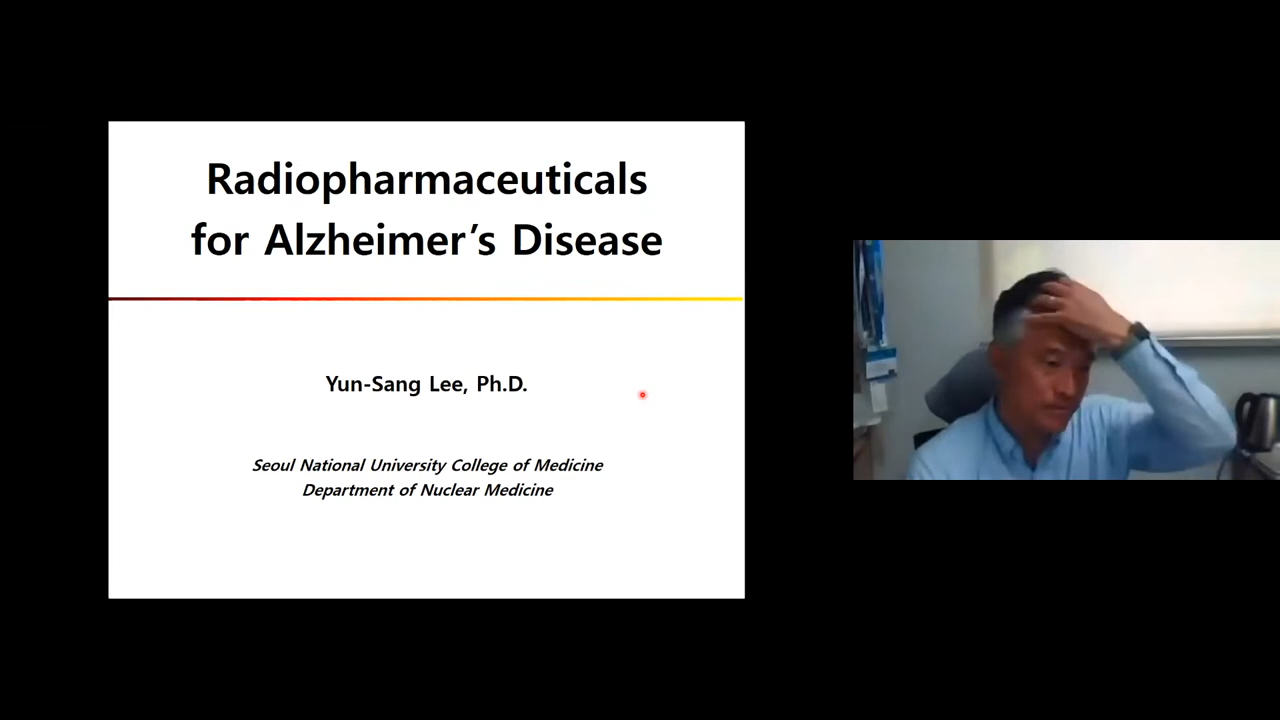 Radiopharmaceuticals
for Alzheimer’s Disease
Yun-Sang Lee, Ph.D.
Seoul National University College of Medicine
Department of Nuclear Medicine